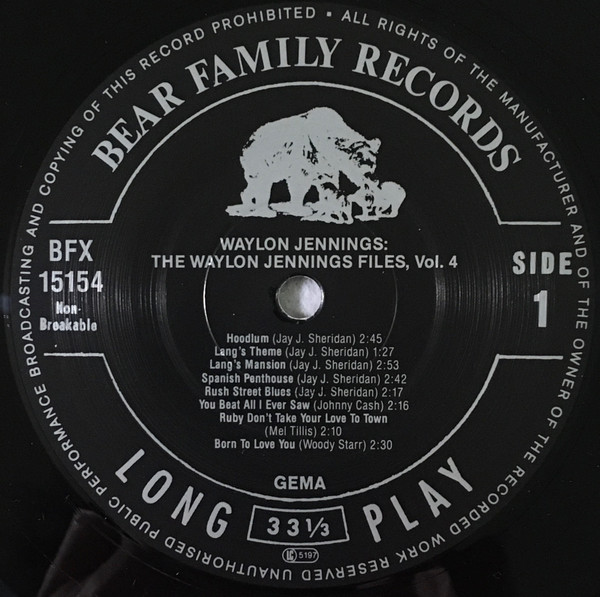 UNAUTHORISED PUBLIC PERFORMANCE BROADCASTING AND COPYING OF THIS RECORD PROHIBITED • ALL RIGHTS OF THE MANUFACTURER AND OF THE OWNER OF THE RECORDED WORK RESERVED
BEAR FAMILY RECORDS
WAYLON JENNINGS:
THE WAYLON JENNINGS FILES, Vol. 4
BFX
15154
Non-
Breakable
SIDE
1
Hoodlum (Jay J. Sheridan) 2:45
Lang's Theme (Jay J. Sheridan) 1:27
Lang's Mansion (Jay J. Sheridan) 2:53
Spanish Penthouse (Jay J. Sheridan) 2:42
Rush Street Blues (Jay J. Sheridan) 2:17
You Beat All I Ever Saw (Johnny Cash) 2:16
Ruby Don't Take Your Love To Town
(Mel Tillis) 2:10
Born To Love You (Woody Starr) 2:30
GEMA
LONG 33 1/3 PLAY
LC 5197